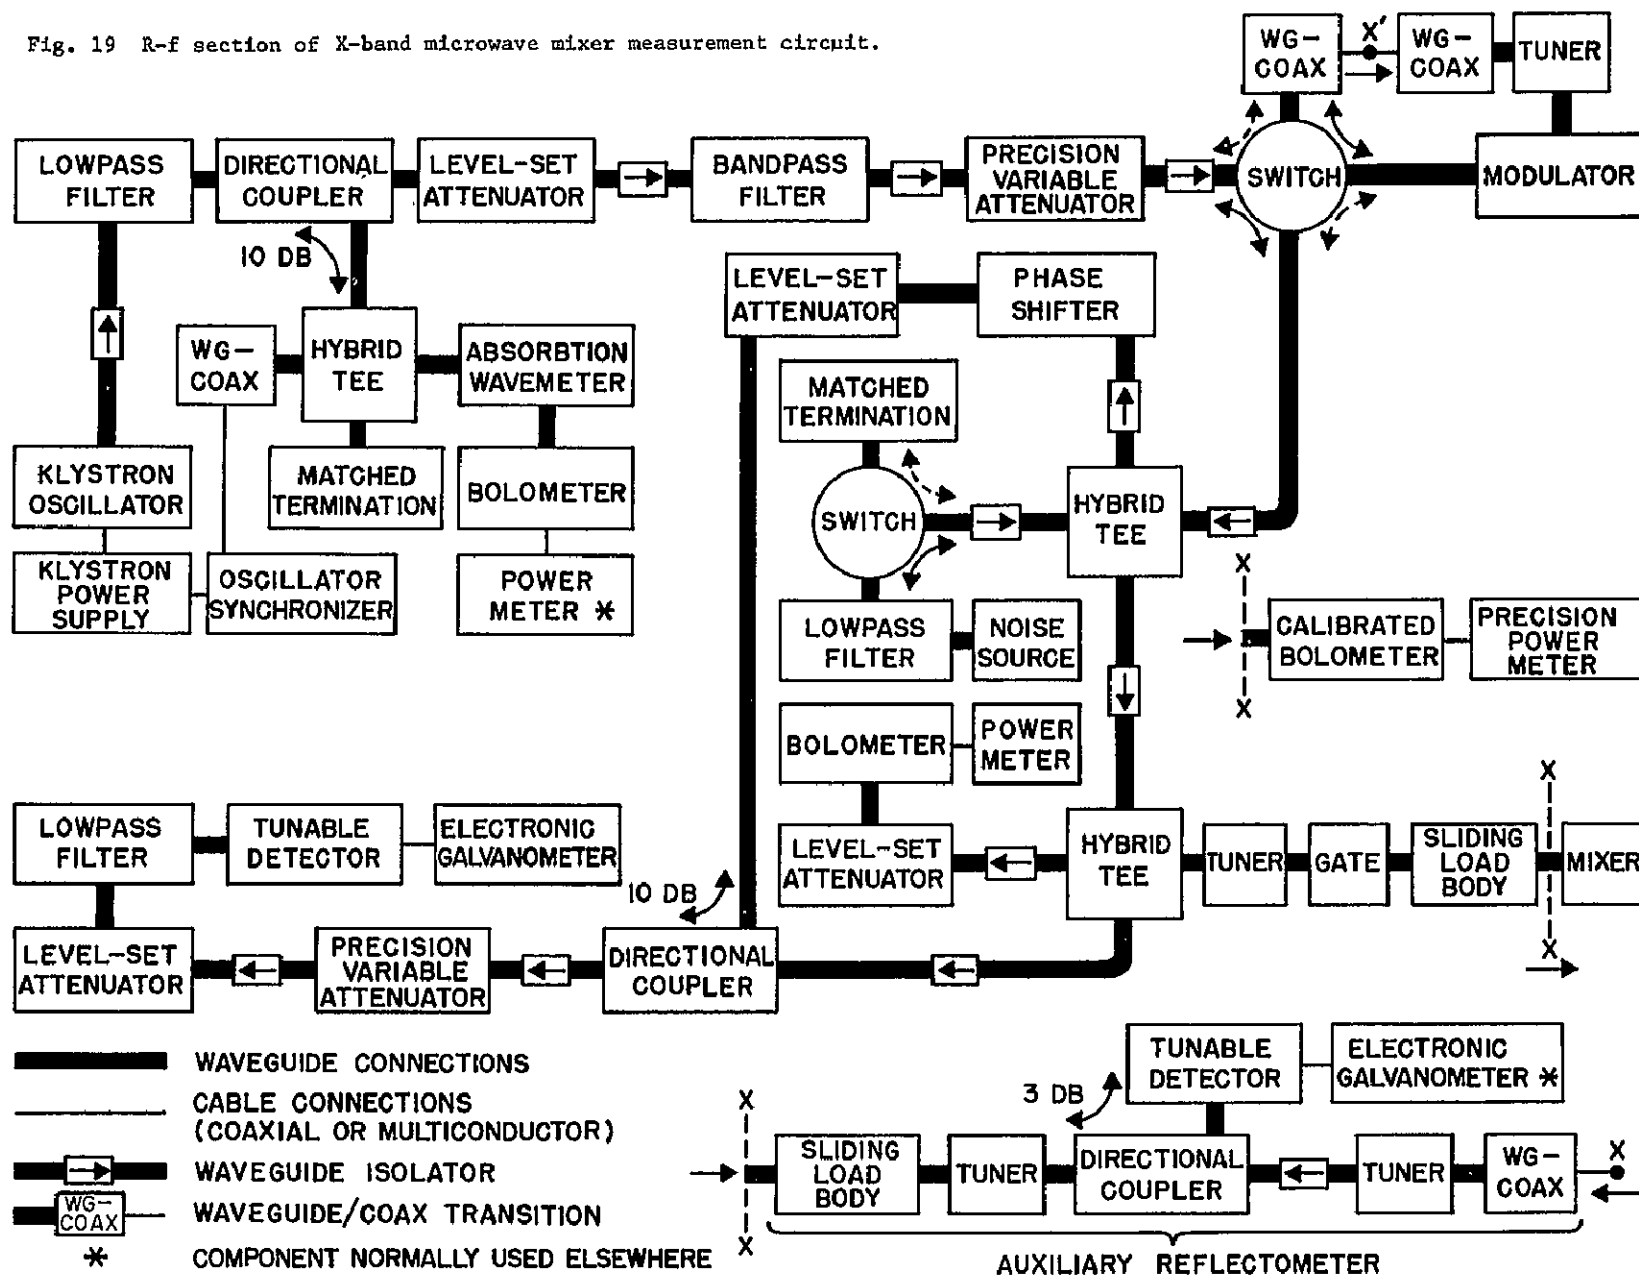 Fig. 19 R-f section of X-band microwave mixer measurement circuit.
WG-
COAX
X'
WG-
COAX
TUNER
LOWPASS
FILTER
DIRECTIONAL
COUPLER
LEVEL-SET
ATTENUATOR
BANDPASS
FILTER
PRECISION
VARIABLE
ATTENUATOR
SWITCH
MODULATOR
10 DB
LEVEL-SET
ATTENUATOR
PHASE
SHIFTER
WG-
COAX
HYBRID
TEE
ABSORBTION
WAVEMETER
MATCHED
TERMINATION
KLYSTRON
OSCILLATOR
MATCHED
TERMINATION
BOLOMETER
SWITCH
HYBRID
TEE
KLYSTRON
POWER
SUPPLY
OSCILLATOR
SYNCHRONIZER
POWER
METER *
LOWPASS
FILTER
NOISE
SOURCE
X
CALIBRATED
BOLOMETER
PRECISION
POWER
METER
X
BOLOMETER
POWER
METER
LOWPASS
FILTER
TUNABLE
DETECTOR
ELECTRONIC
GALVANOMETER
LEVEL-SET
ATTENUATOR
HYBRID
TEE
TUNER
GATE
SLIDING
LOAD
BODY
X
MIXER
X
10 DB
LEVEL-SET
ATTENUATOR
PRECISION
VARIABLE
ATTENUATOR
DIRECTIONAL
COUPLER
WAVEGUIDE CONNECTIONS
CABLE CONNECTIONS
(COAXIAL OR MULTICONDUCTOR)
WAVEGUIDE ISOLATOR
WG-
COAX
WAVEGUIDE/COAX TRANSITION
* COMPONENT NORMALLY USED ELSEWHERE
TUNABLE
DETECTOR
ELECTRONIC
GALVANOMETER *
3 DB
X
SLIDING
LOAD
BODY
TUNER
DIRECTIONAL
COUPLER
TUNER
WG-
COAX
X
X
AUXILIARY REFLECTOMETER